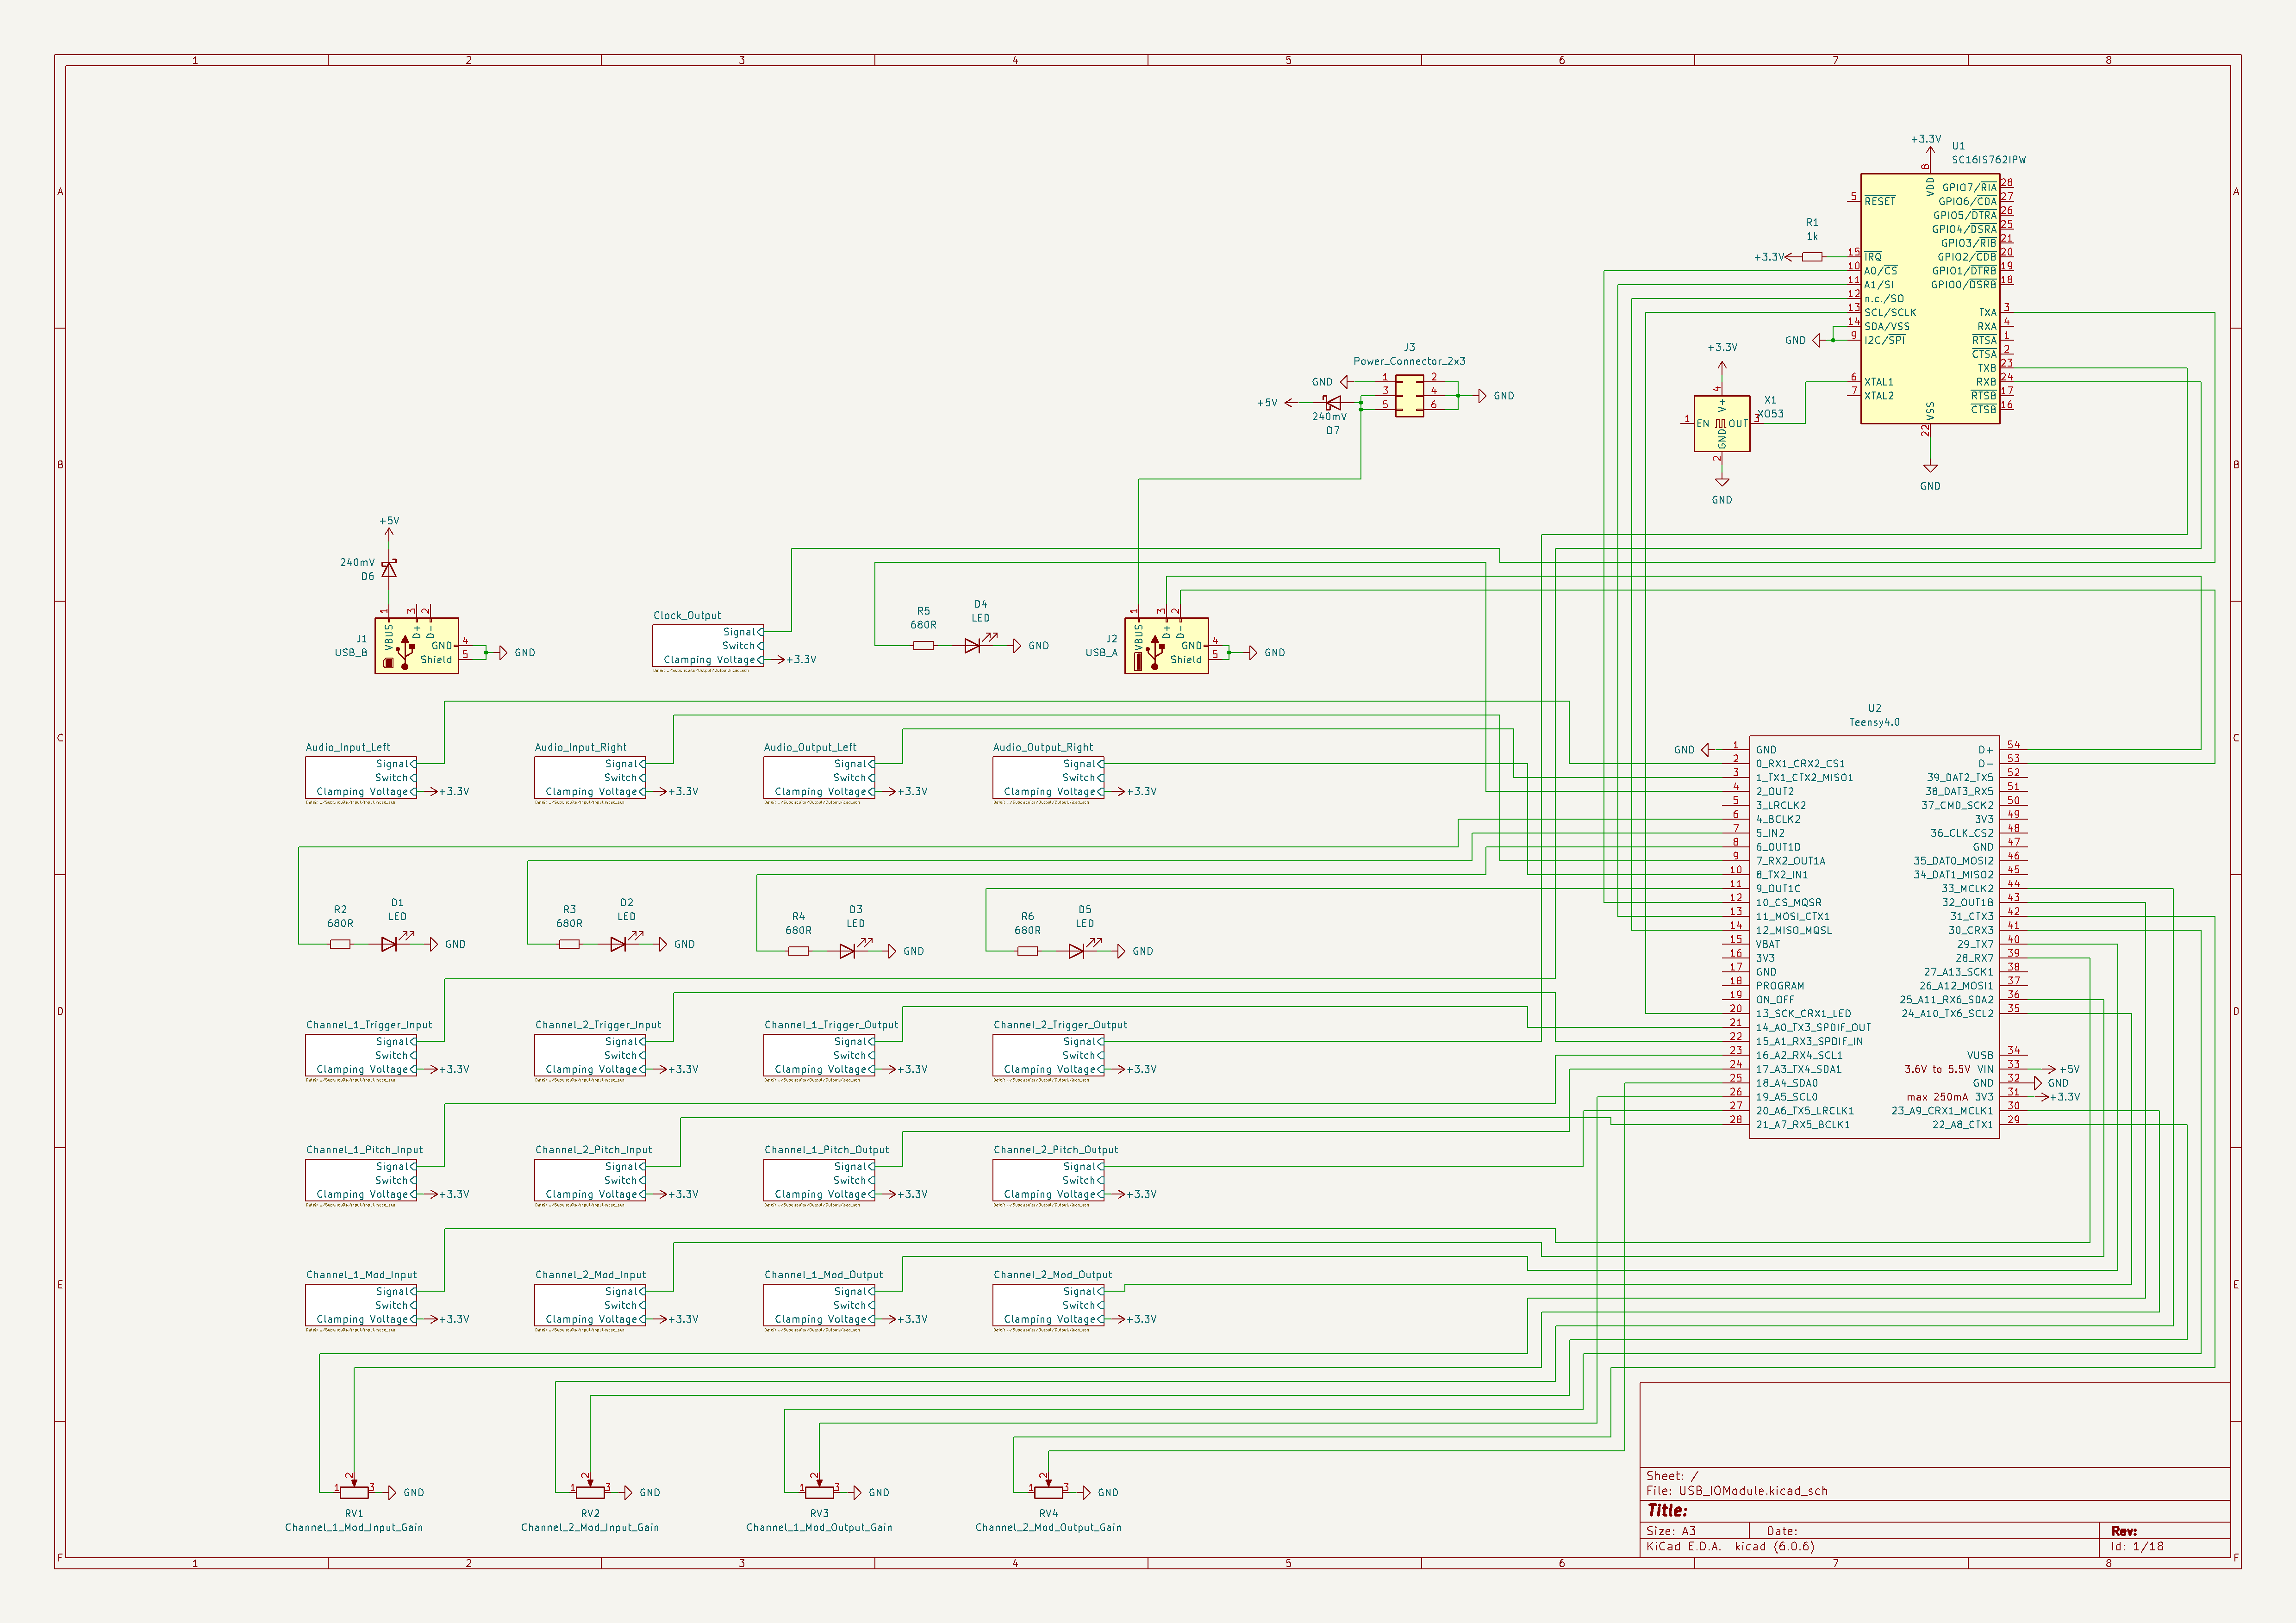 1 2 3 4 5 6 7 8
A
B
C
D
E
F
+3.3V
U1
SC16IS762IPW
8
VDD
5
RESET
R1
1k
+3.3V
15 IRQ
10 A0/CS
11 A1/SI
12 n.c./SO
13 SCL/SCLK
14 SDA/VSS
9 I2C/SPI
GND
6 XTAL1
7 XTAL2
GPIO7/RIA 28
GPIO6/CDA 27
GPIO5/DTRA 26
GPIO4/DSRA 25
GPIO3/RIB 21
GPIO2/CDB 20
GPIO1/DTRB 19
GPIO0/DSRB 18
TXA 3
RXA 4
RTSA 1
CTSA 2
TXB 23
RXB 24
RTSB 17
CTSB 16
VSS
22
GND
+3.3V
4
V+
X1
XO53
1 EN OUT 3
GND
2
GND
J3
Power_Connector_2x3
GND 1 2
3 4 GND
5 6
+5V
240mV
D7
+5V
240mV
D6
1 3 2
VBUS D+ D-
J1
USB_B
GND 4
Shield 5
GND
Clock_Output
Signal
Switch
Clamping Voltage +3.3V
R5
680R
D4
LED
GND
1 3 2
VBUS D+ D-
J2
USB_A
GND 4
Shield 5
GND
Audio_Input_Left
Signal
Switch
Clamping Voltage +3.3V
Audio_Input_Right
Signal
Switch
Clamping Voltage +3.3V
Audio_Output_Left
Signal
Switch
Clamping Voltage +3.3V
Audio_Output_Right
Signal
Switch
Clamping Voltage +3.3V
U2
Teensy4.0
GND 1 GND
2 0_RX1_CRX2_CS1
3 1_TX1_CTX2_MISO1
4 2_OUT2
5 3_LRCLK2
6 4_BCLK2
7 5_IN2
8 6_OUT1D
9 7_RX2_OUT1A
10 8_TX2_IN1
11 9_OUT1C
12 10_CS_MQSR
13 11_MOSI_CTX1
14 12_MISO_MQSL
15 VBAT
16 3V3
17 GND
18 PROGRAM
19 ON_OFF
20 13_SCK_CRX1_LED
21 14_A0_TX3_SPDIF_OUT
22 15_A1_RX3_SPDIF_IN
23 16_A2_RX4_SCL1
24 17_A3_TX4_SDA1
25 18_A4_SDA0
26 19_A5_SCL0
27 20_A6_TX5_LRCLK1
28 21_A7_RX5_BCLK1
D+ 54
D- 53
39_DAT2_TX5 52
38_DAT3_RX5 51
37_CMD_SCK2 50
3V3 49
36_CLK_CS2 48
GND 47
35_DAT0_MOSI2 46
34_DAT1_MISO2 45
33_MCLK2 44
32_OUT1B 43
31_CTX3 42
30_CRX3 41
29_TX7 40
28_RX7 39
27_A13_SCK1 38
26_A12_MOSI1 37
25_A11_RX6_SDA2 36
24_A10_TX6_SCL2 35
VUSB 34
3.6V to 5.5V VIN 33 +5V
GND 32 GND
max 250mA 3V3 31 +3.3V
23_A9_CRX1_MCLK1 30
22_A8_CTX1 29
R2
680R
D1
LED
GND
R3
680R
D2
LED
GND
R4
680R
D3
LED
GND
R6
680R
D5
LED
GND
Channel_1_Trigger_Input
Signal
Switch
Clamping Voltage +3.3V
Channel_2_Trigger_Input
Signal
Switch
Clamping Voltage +3.3V
Channel_1_Trigger_Output
Signal
Switch
Clamping Voltage +3.3V
Channel_2_Trigger_Output
Signal
Switch
Clamping Voltage +3.3V
Channel_1_Pitch_Input
Signal
Switch
Clamping Voltage +3.3V
Channel_2_Pitch_Input
Signal
Switch
Clamping Voltage +3.3V
Channel_1_Pitch_Output
Signal
Switch
Clamping Voltage +3.3V
Channel_2_Pitch_Output
Signal
Switch
Clamping Voltage +3.3V
Channel_1_Mod_Input
Signal
Switch
Clamping Voltage +3.3V
Channel_2_Mod_Input
Signal
Switch
Clamping Voltage +3.3V
Channel_1_Mod_Output
Signal
Switch
Clamping Voltage +3.3V
Channel_2_Mod_Output
Signal
Switch
Clamping Voltage +3.3V
2
1 3 GND
RV1
Channel_1_Mod_Input_Gain
2
1 3 GND
RV2
Channel_2_Mod_Input_Gain
2
1 3 GND
RV3
Channel_1_Mod_Output_Gain
2
1 3 GND
RV4
Channel_2_Mod_Output_Gain
Sheet: /
File: USB_IOModule.kicad_sch
Title:
Size: A3 Date: Rev:
KiCad E.D.A. kicad (6.0.6) Id: 1/18
1 2 3 4 5 6 7 8
A
B
C
D
E
F